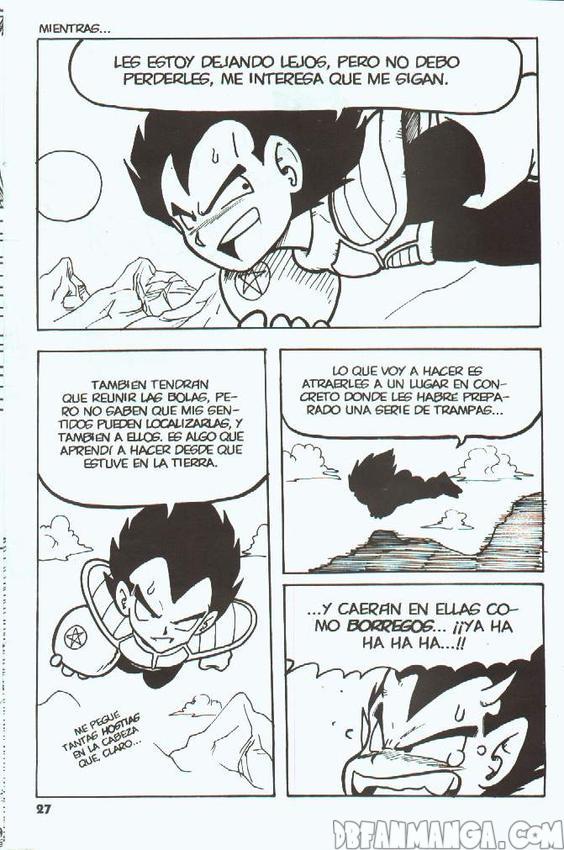 MIENTRAS...
LES ESTOY DEJANDO LEJOS, PERO NO DEBO
PERDERLES, ME INTERESA QUE ME SIGAN.
TAMBIEN TENDRAN
QUE REUNIR LAS BOLAS, PE-
RO NO SABEN QUE MIS SEN-
TIDOS PUEDEN LOCALIZARLAS, Y
TAMBIEN A ELLOS. ES ALGO QUE
APRENDI A HACER DESDE QUE
ESTUVE EN LA TIERRA.
LO QUE VOY A HACER ES
ATRAERLES A UN LUGAR EN CON-
CRETO DONDE LES HABRE PREPA-
RADO UNA SERIE DE TRAMPAS...
ME PEGUE
TANTAS HOSTIAS
EN LA CABEZA
QUE, CLARO...
...Y CAERAN EN ELLAS CO-
MO BORREGOS... ¡¡YA HA
HA HA HA...!!
27
DBFANMANGA.COM